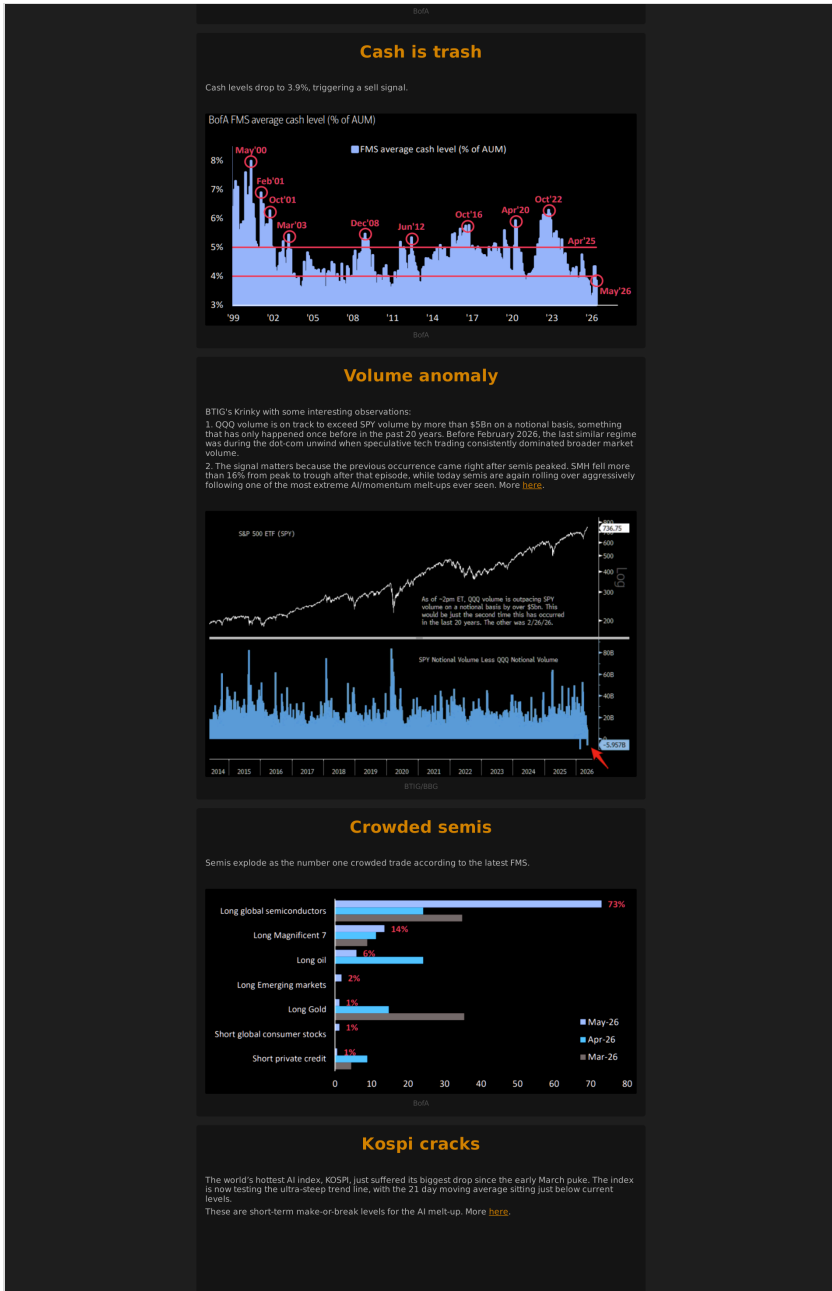 BofA
Cash is trash
Cash levels drop to 3.9%, triggering a sell signal.
BofA FMS average cash level (% of AUM)
FMS average cash level (% of AUM)
8%
7%
6%
5%
4%
3%
May'00
Feb'01
Oct'01
Mar'03
Dec'08
Jun'12
Oct'16
Apr'20
Oct'22
Apr'25
May'26
'99 '02 '05 '08 '11 '14 '17 '20 '23 '26
BofA
Volume anomaly
BTIG's Krinky with some interesting observations:
1. QQQ volume is on track to exceed SPY volume by more than $5Bn on a notional basis, something
that has only happened once before in the past 20 years. Before February 2026, the last similar regime
was during the dot-com unwind when speculative tech trading consistently dominated broader market
volume.
2. The signal matters because the previous occurrence came right after semis peaked. SMH fell more
than 16% from peak to trough after that episode, while today semis are again rolling over aggressively
following one of the most extreme AI/momentum melt-ups ever seen. More here.
S&P 500 ETF (SPY)
800
736.75
600
500
400
300
200
Log
As of ~2pm ET, QQQ volume is outpacing SPY
volume on a notional basis by over $5bn. This
would be just the second time this has occurred
in the last 20 years. The other was 2/26/26.
SPY Notional Volume Less QQQ Notional Volume
80B
60B
40B
20B
0
-5.957B
2014 2015 2016 2017 2018 2019 2020 2021 2022 2023 2024 2025 2026
BTIG/BBG
Crowded semis
Semis explode as the number one crowded trade according to the latest FMS.
Long global semiconductors 73%
Long Magnificent 7 14%
Long oil 6%
Long Emerging markets 2%
Long Gold 1%
Short global consumer stocks 1%
Short private credit 1%
May-26
Apr-26
Mar-26
0 10 20 30 40 50 60 70 80
BofA
Kospi cracks
The world's hottest AI index, KOSPI, just suffered its biggest drop since the early March puke. The index
is now testing the ultra-steep trend line, with the 21 day moving average sitting just below current
levels.
These are short-term make-or-break levels for the AI melt-up. More here.